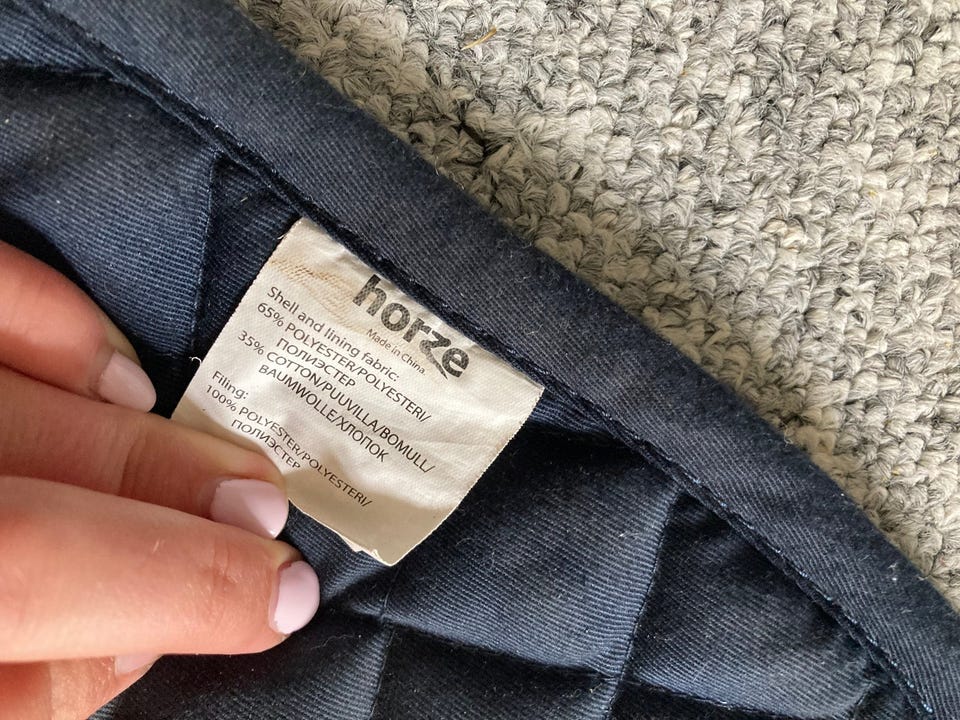 horze
Made in China
Shell and lining fabric:
65% POLYESTER/POLYESTERI/
ПОЛИЭСТЕР
35% COTTON/PUUVILLA/BOMULL/
BAUMWOLLE/ХЛОПОК
Filing:
100% POLYESTER/POLYESTERI/
ПОЛИЭСТЕР